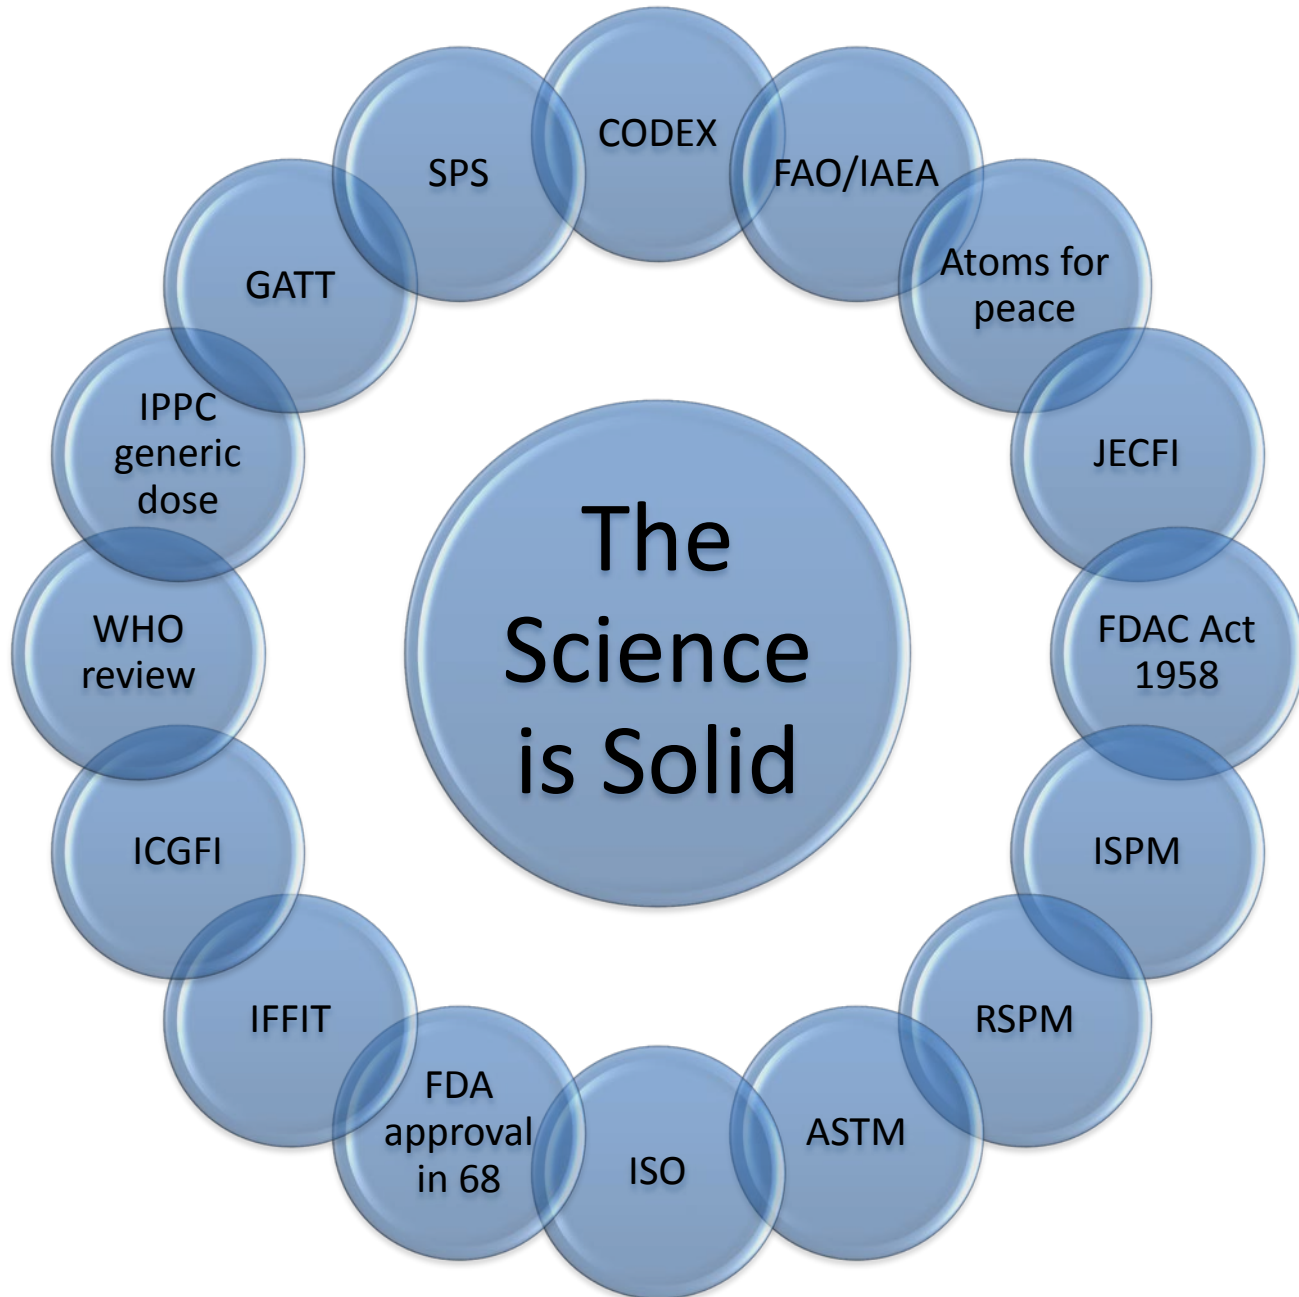 CODEX
FAO/IAEA
Atoms for
peace
JECFI
FDAC Act
1958
ISPM
RSPM
ASTM
ISO
FDA
approval
in 68
IFFIT
ICGFI
WHO
review
IPPC
generic
dose
GATT
SPS
The
Science
is Solid